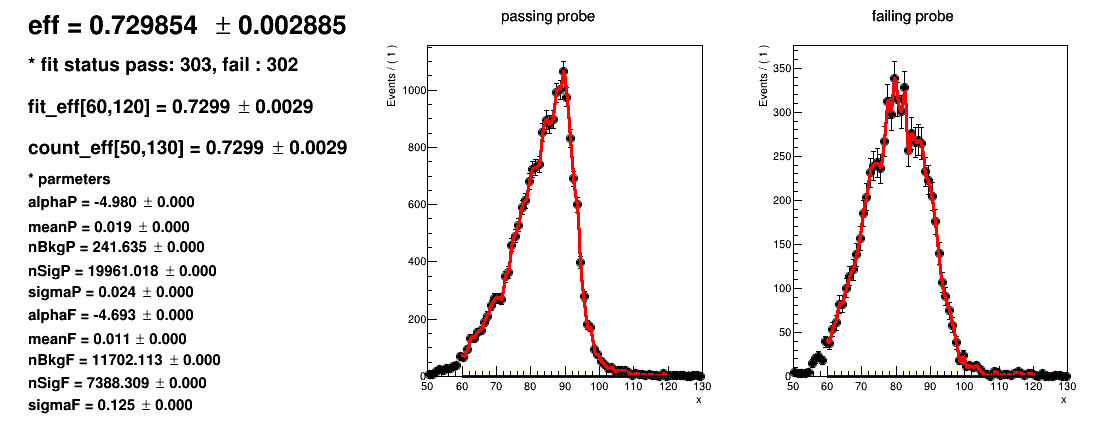 eff = 0.729854 ± 0.002885
* fit status pass: 303, fail : 302
fit_eff[60,120] = 0.7299 ± 0.0029
count_eff[50,130] = 0.7299 ± 0.0029
* parmeters
alphaP = -4.980 ± 0.000
meanP = 0.019 ± 0.000
nBkgP = 241.635 ± 0.000
nSigP = 19961.018 ± 0.000
sigmaP = 0.024 ± 0.000
alphaF = -4.693 ± 0.000
meanF = 0.011 ± 0.000
nBkgF = 11702.113 ± 0.000
nSigF = 7388.309 ± 0.000
sigmaF = 0.125 ± 0.000
passing probe
Events / ( 1 )
1000
800
600
400
200
0
50 60 70 80 90 100 110 120 130
x
failing probe
Events / ( 1 )
350
300
250
200
150
100
50
0
50 60 70 80 90 100 110 120 130
x